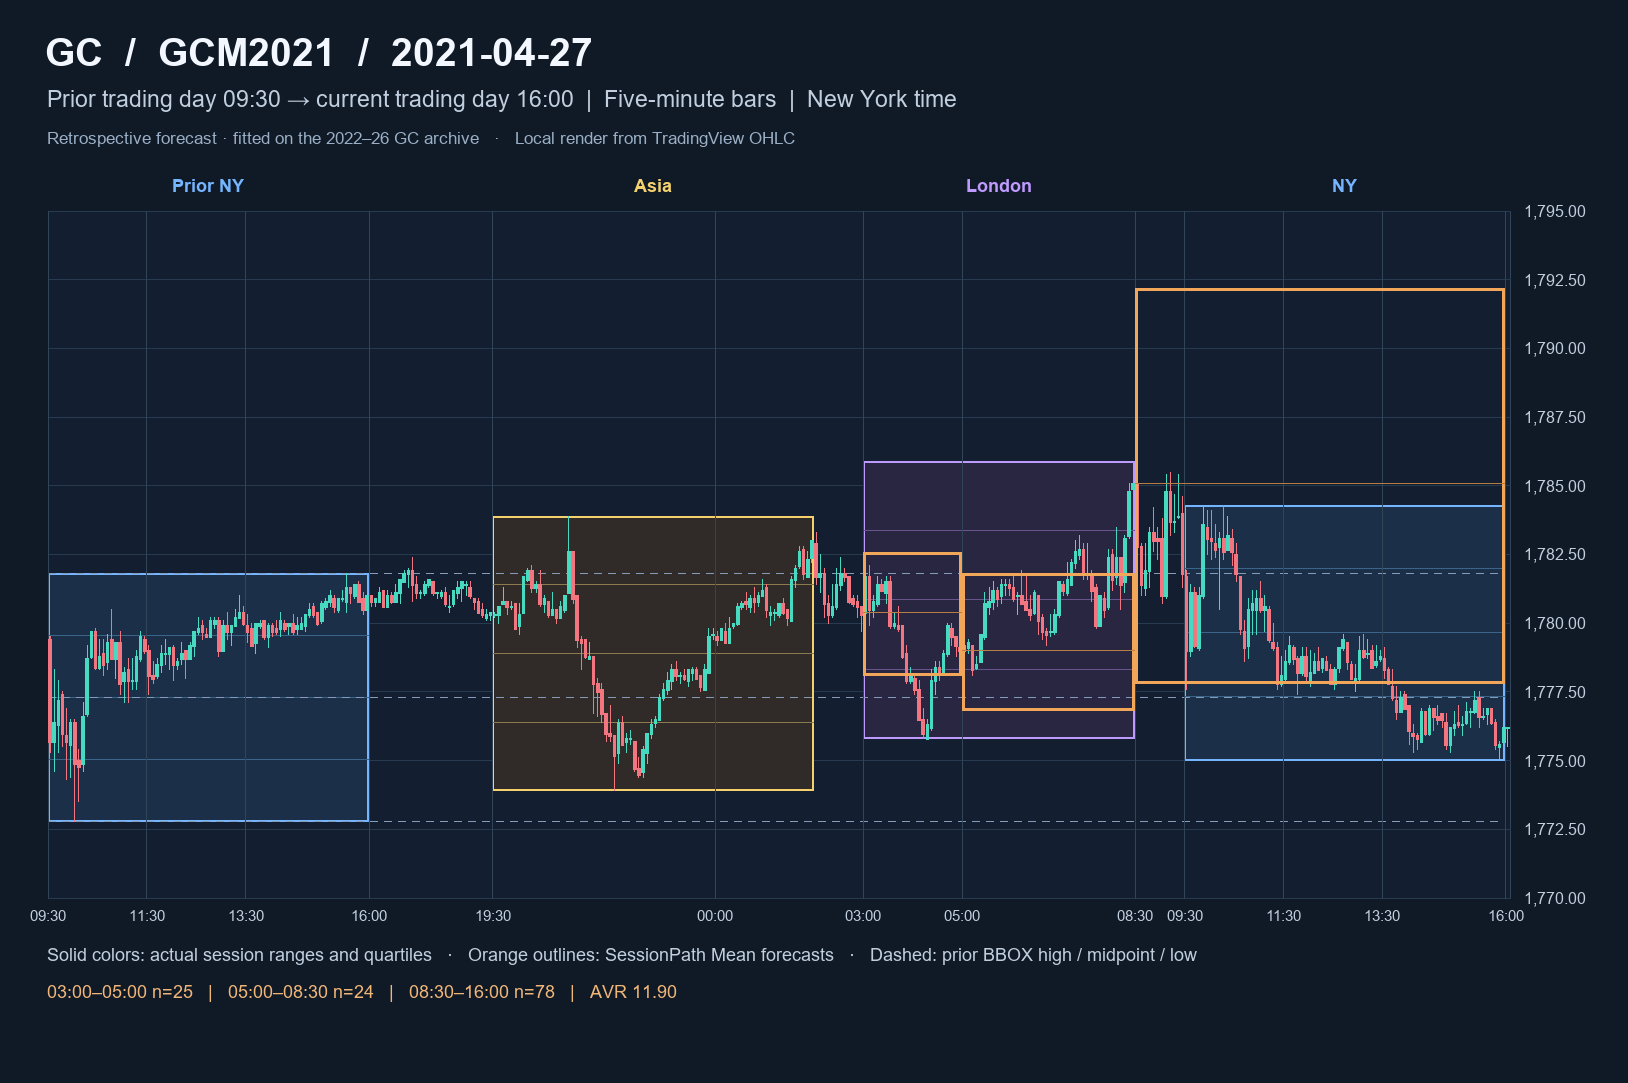 GC / GCM2021 / 2021-04-27
Prior trading day 09:30 → current trading day 16:00 | Five-minute bars | New York time
Retrospective forecast · fitted on the 2022–26 GC archive · Local render from TradingView OHLC
Prior NY Asia London NY
1,795.00
1,792.50
1,790.00
1,787.50
1,785.00
1,782.50
1,780.00
1,777.50
1,775.00
1,772.50
1,770.00
09:30 11:30 13:30 16:00 19:30 00:00 03:00 05:00 08:30 09:30 11:30 13:30 16:00
Solid colors: actual session ranges and quartiles · Orange outlines: SessionPath Mean forecasts · Dashed: prior BBOX high / midpoint / low
03:00–05:00 n=25 | 05:00–08:30 n=24 | 08:30–16:00 n=78 | AVR 11.90